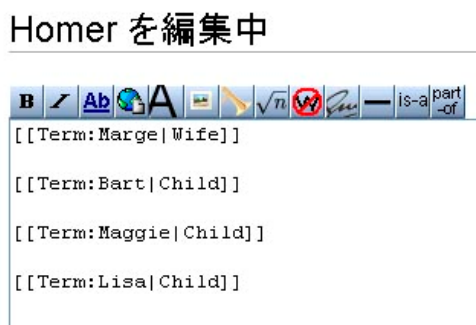 Homer を編集中
B I Ab A √n W is-a part-of
[[Term:Marge|Wife]]
[[Term:Bart|Child]]
[[Term:Maggie|Child]]
[[Term:Lisa|Child]]